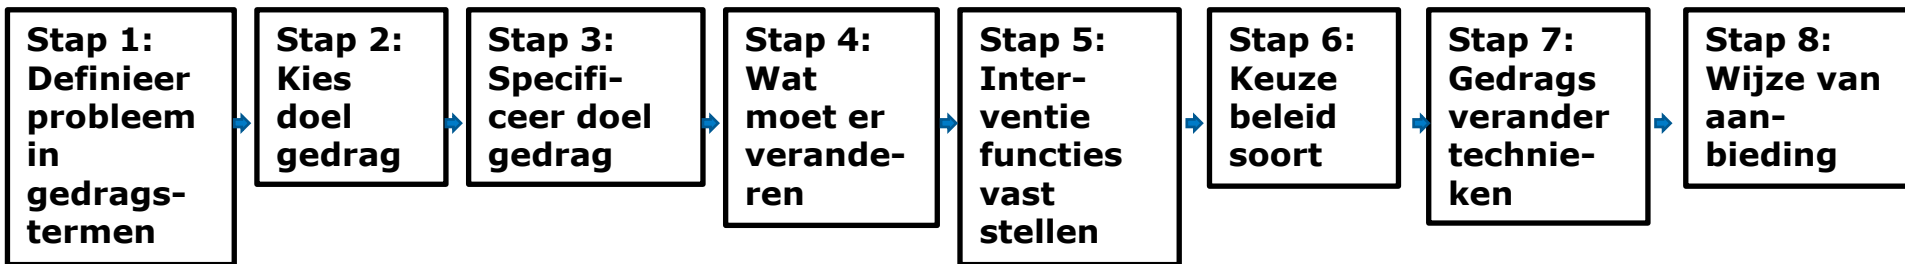 Stap 1:
Definieer
probleem
in
gedrags-
termen
Stap 2:
Kies
doel
gedrag
Stap 3:
Specifi-
ceer doel
gedrag
Stap 4:
Wat
moet er
verande-
ren
Stap 5:
Inter-
ventie
functies
vast
stellen
Stap 6:
Keuze
beleid
soort
Stap 7:
Gedrags
verander
technie-
ken
Stap 8:
Wijze van
aan-
bieding